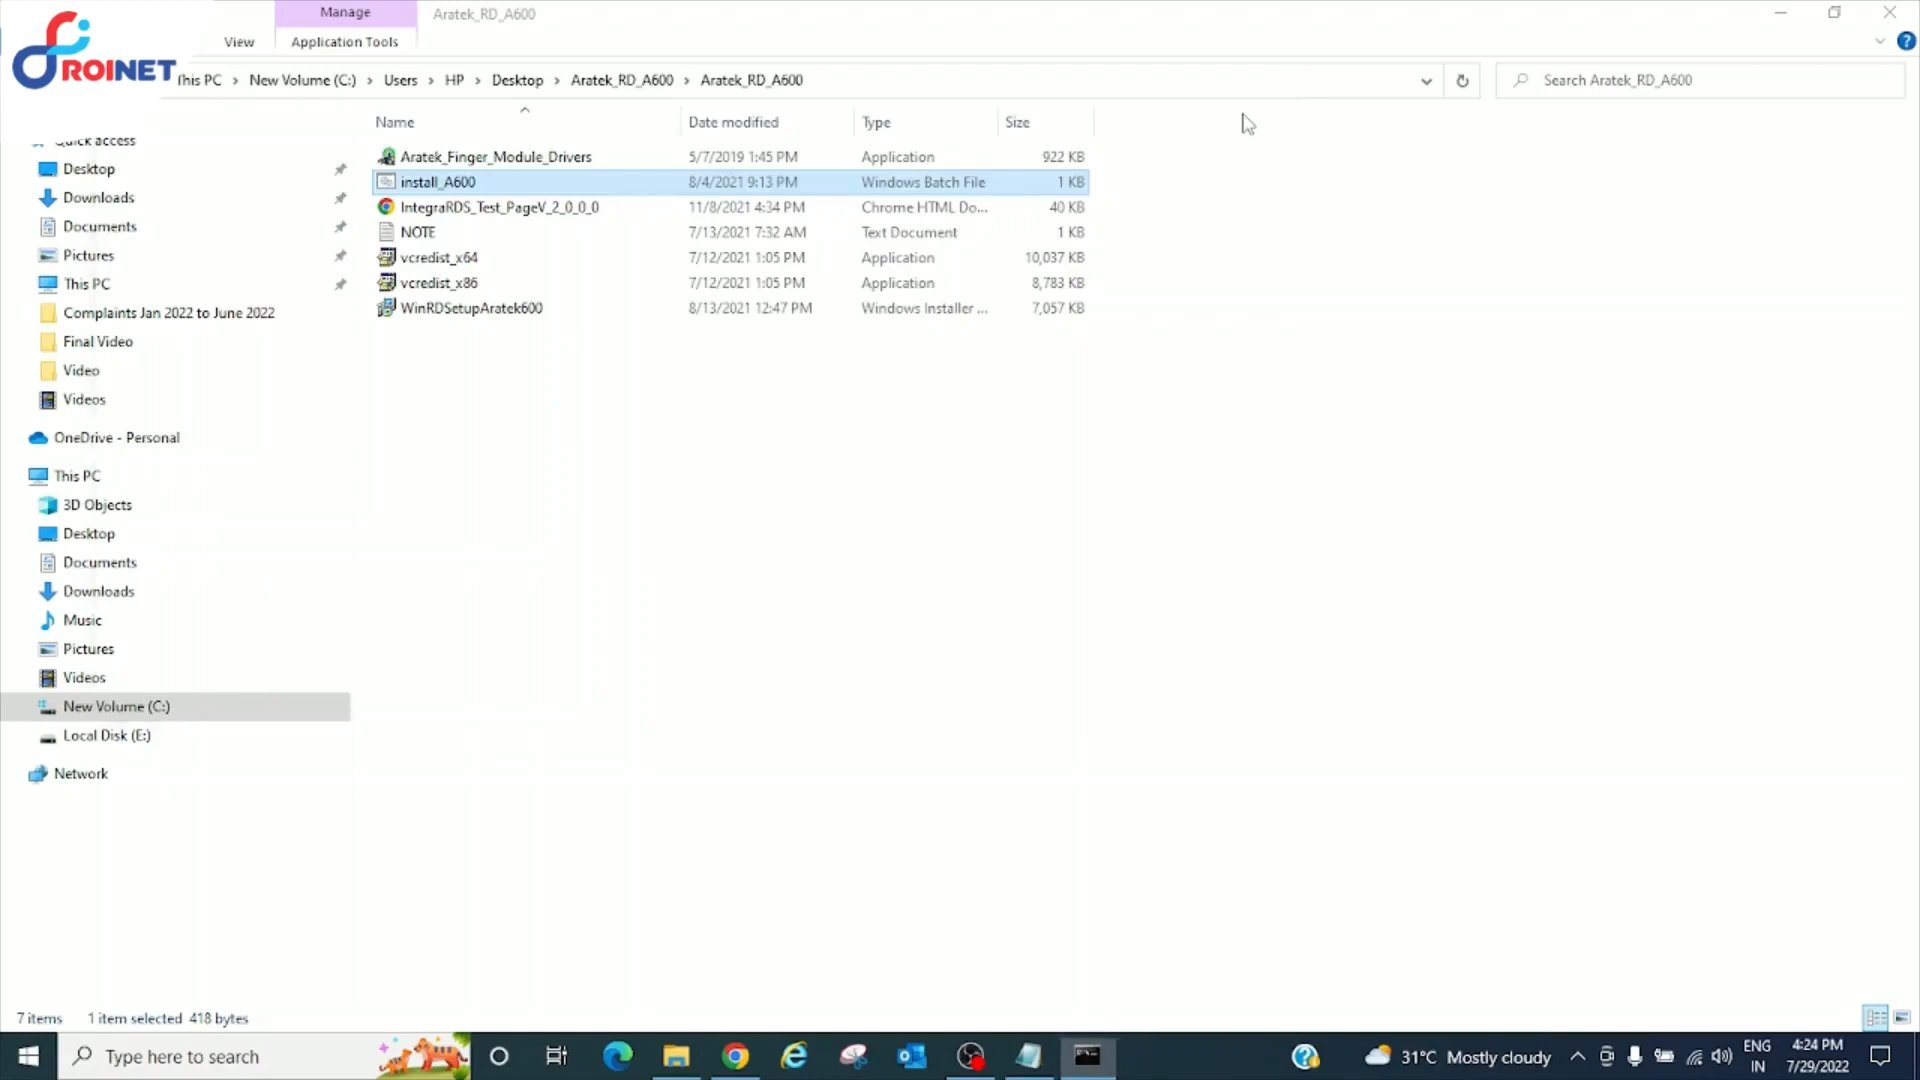 Manage
Aratek_RD_A600
View
Application Tools
ROINET
This PC > New Volume (C:) > Users > HP > Desktop > Aratek_RD_A600 > Aratek_RD_A600
Search Aratek_RD_A600
Name Date modified Type Size
Aratek_Finger_Module_Drivers 5/7/2019 1:45 PM Application 922 KB
install_A600 8/4/2021 9:13 PM Windows Batch File 1 KB
IntegraRDS_Test_PageV_2_0_0_0 11/8/2021 4:34 PM Chrome HTML Do... 40 KB
NOTE 7/13/2021 7:32 AM Text Document 1 KB
vcredist_x64 7/12/2021 1:05 PM Application 10,037 KB
vcredist_x86 7/12/2021 1:05 PM Application 8,783 KB
WinRDSetupAratek600 8/13/2021 12:47 PM Windows Installer ... 7,057 KB
Quick access
Desktop
Downloads
Documents
Pictures
This PC
Complaints Jan 2022 to June 2022
Final Video
Video
Videos
OneDrive - Personal
This PC
3D Objects
Desktop
Documents
Downloads
Music
Pictures
Videos
New Volume (C:)
Local Disk (E:)
Network
7 items 1 item selected 418 bytes
Type here to search
31°C Mostly cloudy
ENG
IN
4:24 PM
7/29/2022